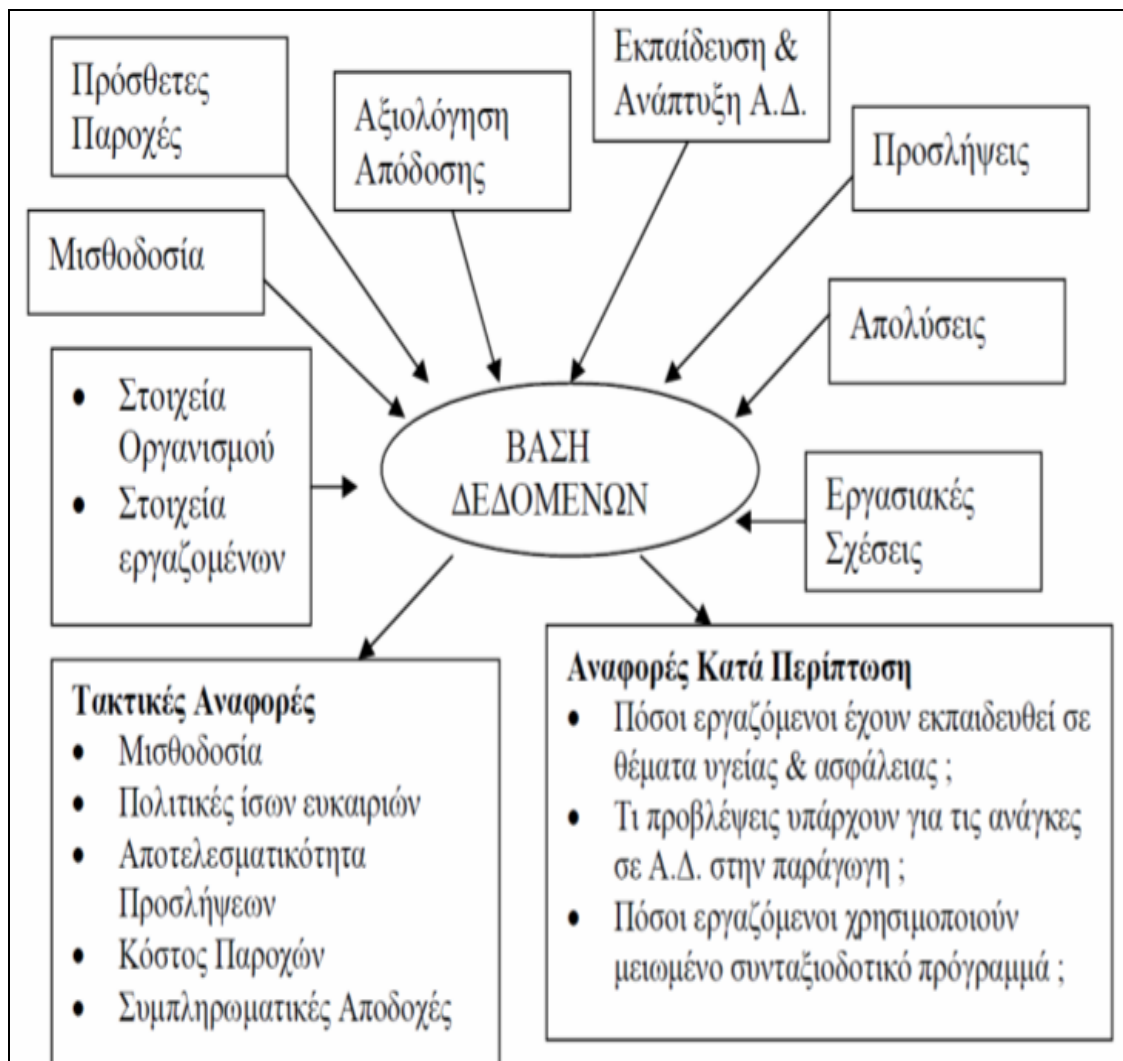 Πρόσθετες
Παροχές
Αξιολόγηση
Απόδοσης
Εκπαίδευση &
Ανάπτυξη Α.Δ.
Προσλήψεις
Μισθοδοσία
Απολύσεις
• Στοιχεία
Οργανισμού
• Στοιχεία
εργαζομένων
ΒΑΣΗ
ΔΕΔΟΜΕΝΩΝ
Εργασιακές
Σχέσεις
Τακτικές Αναφορές
• Μισθοδοσία
• Πολιτικές ίσων ευκαιριών
• Αποτελεσματικότητα
Προσλήψεων
• Κόστος Παροχών
• Συμπληρωματικές Αποδοχές
Αναφορές Κατά Περίπτωση
• Πόσοι εργαζόμενοι έχουν εκπαιδευθεί σε
θέματα υγείας & ασφάλειας ;
• Τι προβλέψεις υπάρχουν για τις ανάγκες
σε Α.Δ. στην παράγωγη ;
• Πόσοι εργαζόμενοι χρησιμοποιούν
μειωμένο συνταξιοδοτικό πρόγραμμά ;